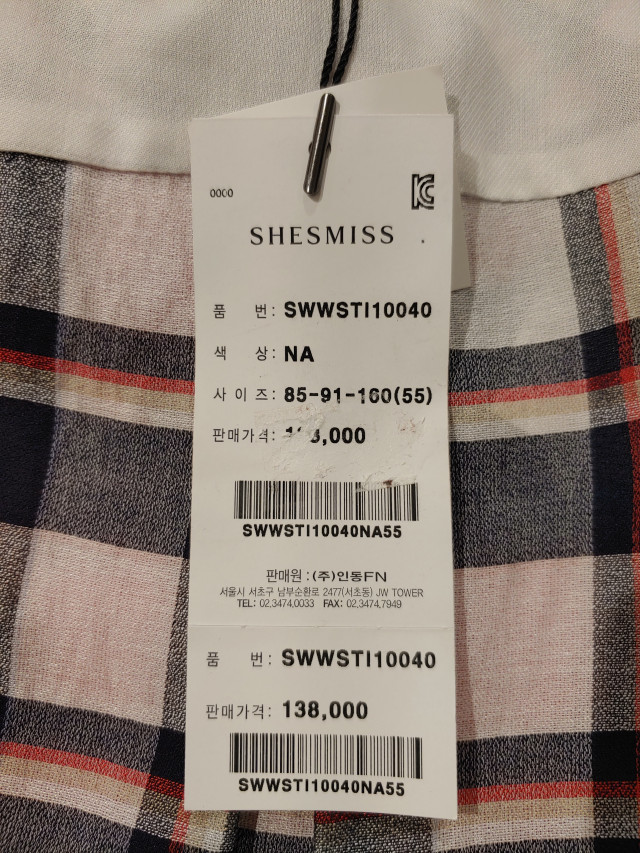 0000
SHESMISS
품 번: SWWSTI10040
색 상: NA
사이즈: 85-91-160(55)
판매가격: ,000
SWWSTI10040NA55
판매원 : (주)인동FN
서울시 서초구 남부순환로 2477(서초동) JW TOWER
TEL: 02.3474.0033 FAX: 02.3474.7949
품 번: SWWSTI10040
판매가격: 138,000
SWWSTI10040NA55